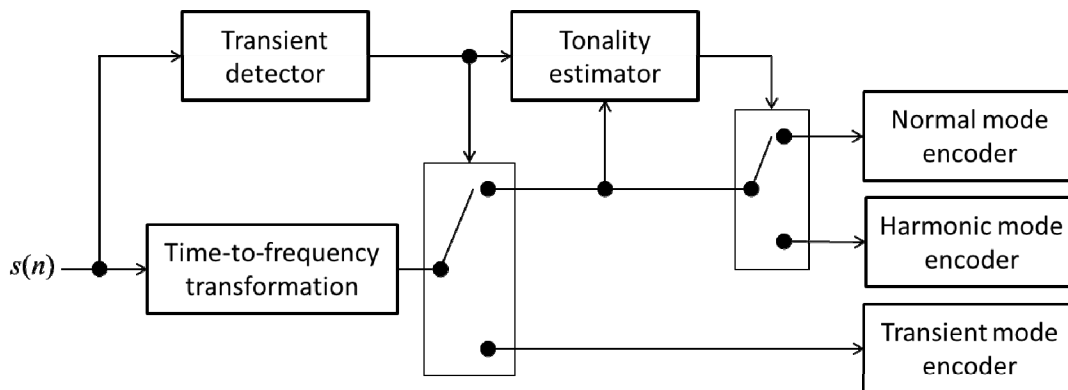 Transient
detector
Tonality
estimator
Normal mode
encoder
Harmonic mode
encoder
s(n)
Time-to-frequency
transformation
Transient mode
encoder